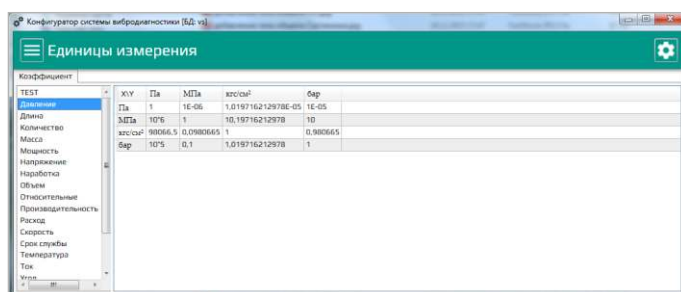 Конфигуратор системы вибродиагностики [БД: vs]
Единицы измерения
Коэффициент
TEST
Давление
Длина
Количество
Масса
Мощность
Напряжение
Наработка
Объем
Относительные
Производительность
Расход
Скорость
Срок службы
Температура
Ток
Угол
X\Y Па МПа кгс/см² бар
Па 1 1E-06 1,019716212978E-05 1E-05
МПа 10^6 1 10,19716212978 10
кгс/см² 98066.5 0,0980665 1 0,980665
бар 10^5 0,1 1,019716212978 1